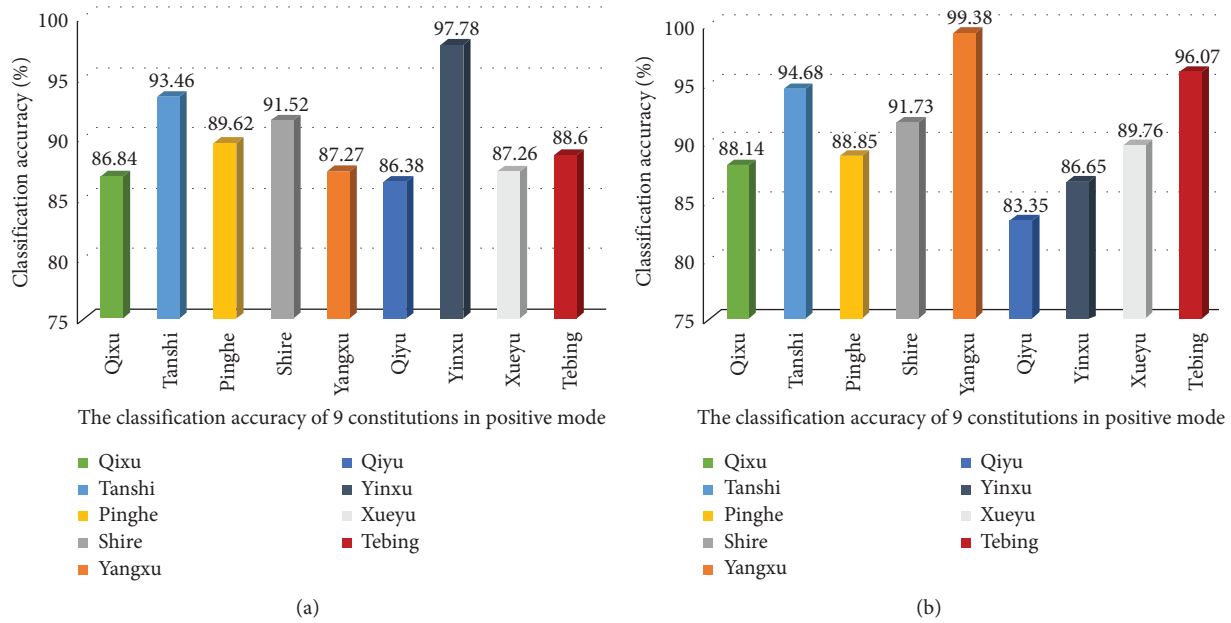 Classification accuracy (%)
100
95
90
85
80
75
86.84
93.46
89.62
91.52
87.27
86.38
97.78
87.26
88.6
Qixu
Tanshi
Pinghe
Shire
Yangxu
Qiyu
Yinxu
Xueyu
Tebing
The classification accuracy of 9 constitutions in positive mode
Qixu
Tanshi
Pinghe
Shire
Yangxu
Qiyu
Yinxu
Xueyu
Tebing
(a)
Classification accuracy (%)
100
95
90
85
80
75
88.14
94.68
88.85
91.73
99.38
83.35
86.65
89.76
96.07
Qixu
Tanshi
Pinghe
Shire
Yangxu
Qiyu
Yinxu
Xueyu
Tebing
The classification accuracy of 9 constitutions in positive mode
Qixu
Tanshi
Pinghe
Shire
Yangxu
Qiyu
Yinxu
Xueyu
Tebing
(b)